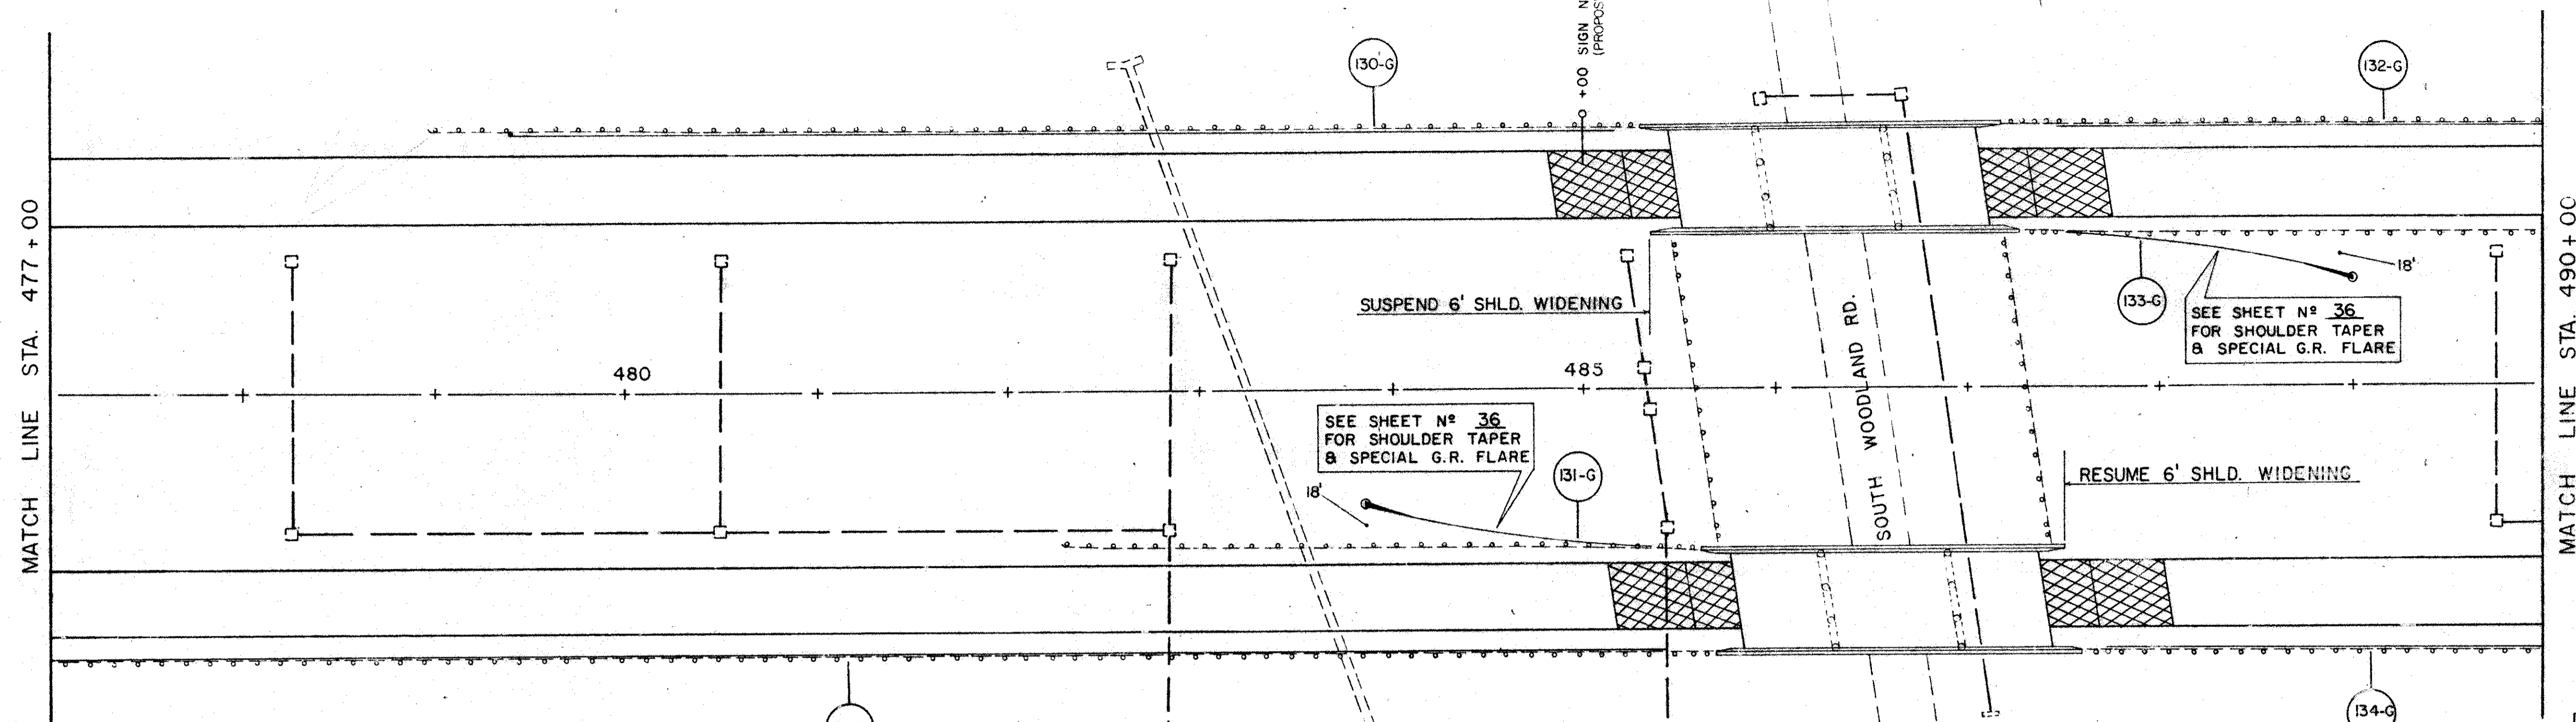 MATCH LINE STA. 477+00
130-G
+00 SIGN N
(PROPOS
132-G
SUSPEND 6' SHLD. WIDENING
SOUTH WOODLAND RD.
18'
133-G
SEE SHEET Nº 36
FOR SHOULDER TAPER
& SPECIAL G.R. FLARE
480
485
SEE SHEET Nº 36
FOR SHOULDER TAPER
& SPECIAL G.R. FLARE
131-G
18'
RESUME 6' SHLD. WIDENING
134-G
MATCH LINE STA. 490+00